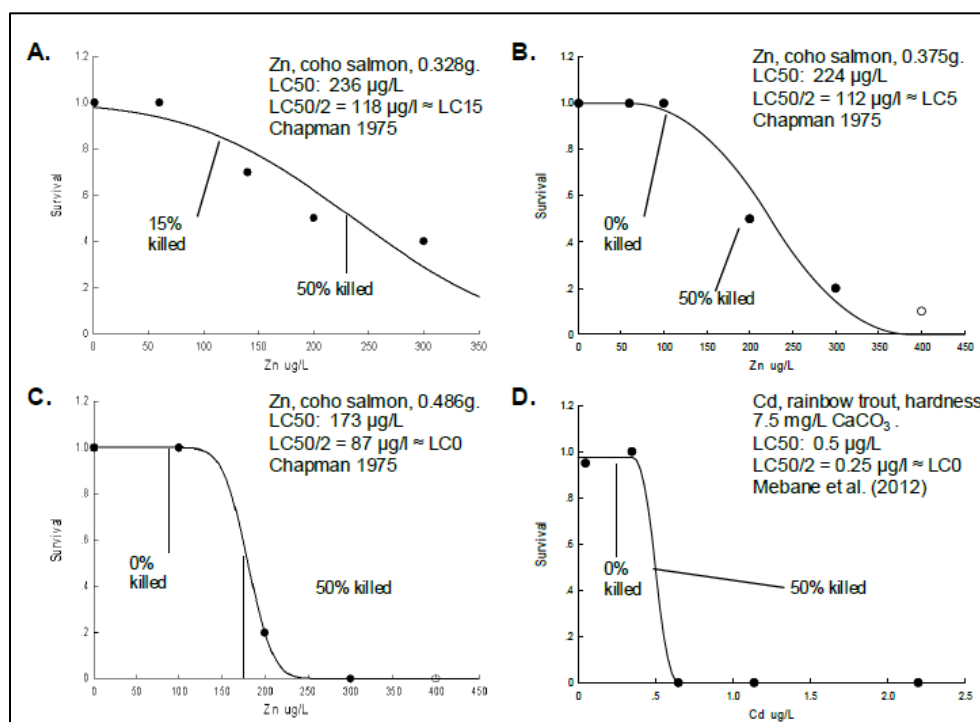 A.
Zn, coho salmon, 0.328g.
LC50: 236 µg/L
LC50/2 = 118 µg/l ≈ LC15
Chapman 1975
1.2
1.0
.8
.6
.4
.2
0
Survival
15%
killed
50% killed
0 50 100 150 200 250 300 350
Zn ug/L
B.
Zn, coho salmon, 0.375g.
LC50: 224 µg/L
LC50/2 = 112 µg/l ≈ LC5
Chapman 1975
1.2
1.0
.8
.6
.4
.2
0
Survival
0%
killed
50% killed
0 50 100 150 200 250 300 350 400 450
Zn ug/L
C.
Zn, coho salmon, 0.486g.
LC50: 173 µg/L
LC50/2 = 87 µg/l ≈ LC0
Chapman 1975
1.2
1.0
.8
.6
.4
.2
0
Survival
0%
killed
50% killed
0 50 100 150 200 250 300 350 400 450
Zn ug/L
D.
Cd, rainbow trout, hardness
7.5 mg/L CaCO₃ .
LC50: 0.5 µg/L
LC50/2 = 0.25 µg/l ≈ LC0
Mebane et al. (2012)
1.2
1.0
.8
.6
.4
.2
0
Survival
0%
killed
50% killed
0 .5 1.0 1.5 2.0 2.5
Cd ug/L